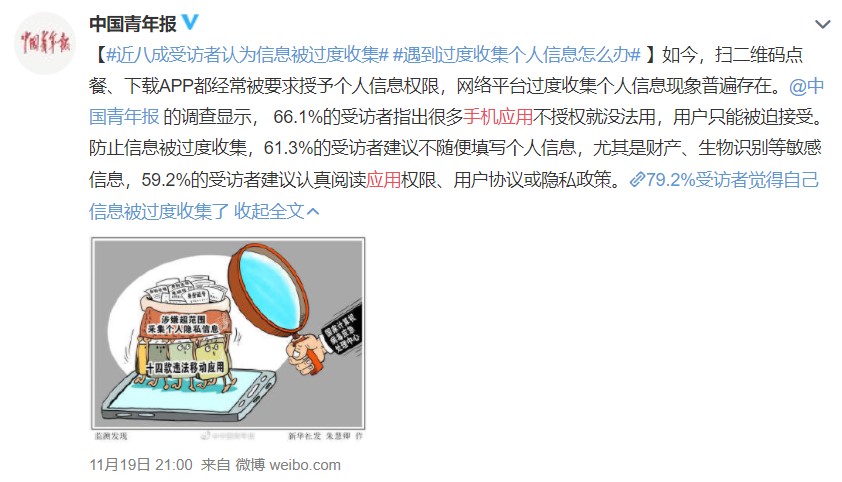 中国青年报
中国青年报
【#近八成受访者认为信息被过度收集# #遇到过度收集个人信息怎么办# 】如今，扫二维码点
餐、下载APP都经常被要求授予个人信息权限，网络平台过度收集个人信息现象普遍存在。@中
国青年报 的调查显示， 66.1%的受访者指出很多手机应用不授权就没法用，用户只能被迫接受。
防止信息被过度收集，61.3%的受访者建议不随便填写个人信息，尤其是财产、生物识别等敏感
信息，59.2%的受访者建议认真阅读应用权限、用户协议或隐私政策。79.2%受访者觉得自己
信息被过度收集了 收起全文
涉嫌超范围
采集个人隐私信息
十四款违法移动应用
国家计算机
病毒应急
处理中心
监测发现
新华社发 朱慧卿 作
11月19日 21:00 来自 微博 weibo.com